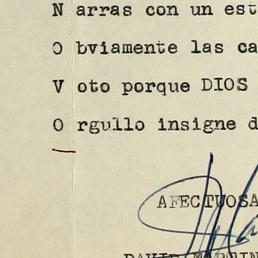 N arras con un est
O bviamente las ca
V oto porque DIOS
O rgullo insigne d
AFECTUOSA